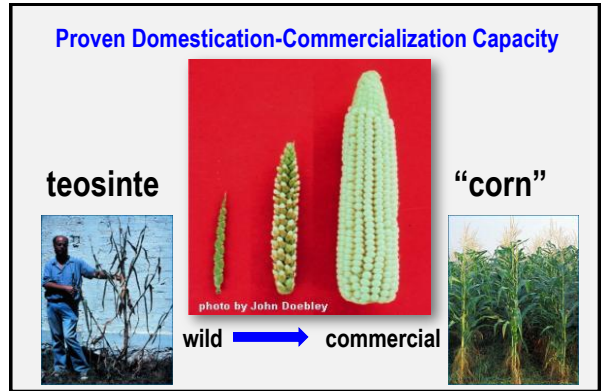 Proven Domestication-Commercialization Capacity
teosinte
“corn”
photo by John Doebley
wild
commercial